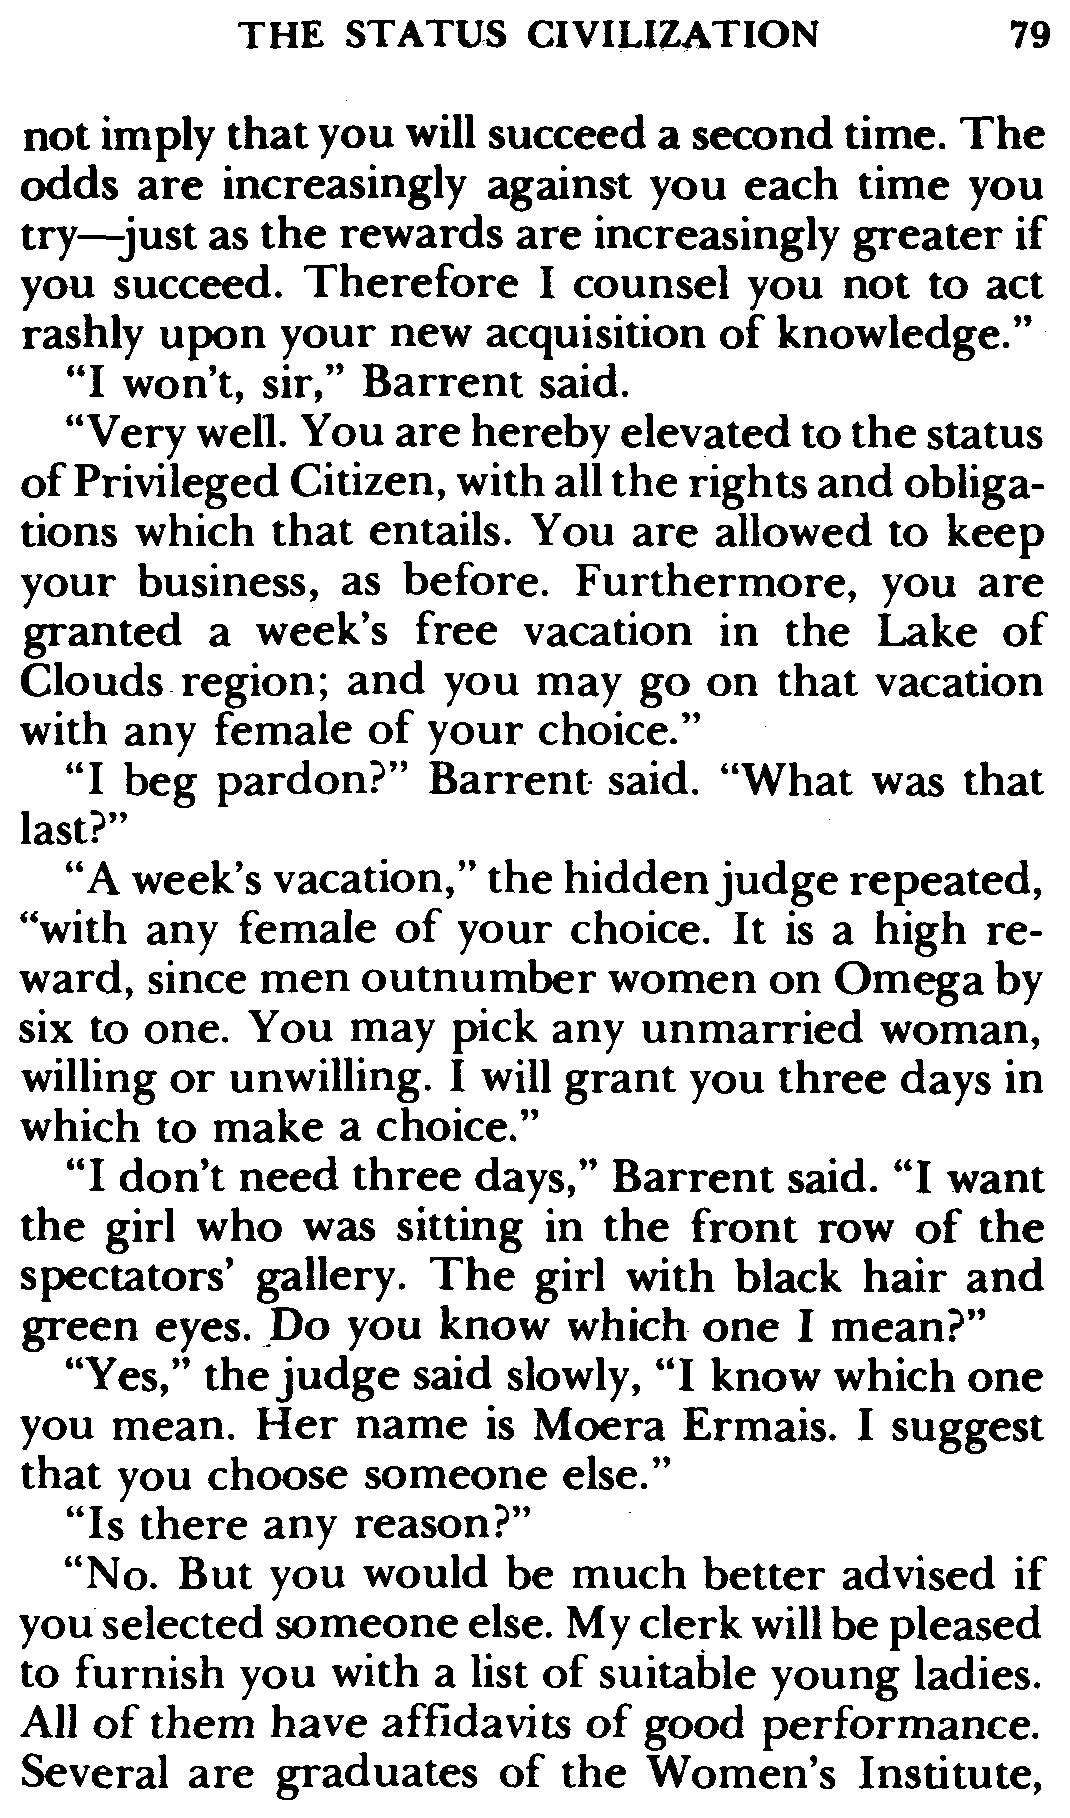 THE STATUS CIVILIZATION 79
not imply that you will succeed a second time. The
odds are increasingly against you each time you
try—just as the rewards are increasingly greater if
you succeed. Therefore I counsel you not to act
rashly upon your new acquisition of knowledge.”
“I won’t, sir,” Barrent said.
“Very well. You are hereby elevated to the status
of Privileged Citizen, with all the rights and obliga-
tions which that entails. You are allowed to keep
your business, as before. Furthermore, you are
granted a week’s free vacation in the Lake of
Clouds region; and you may go on that vacation
with any female of your choice.”
“I beg pardon?” Barrent said. “What was that
last?”
“A week’s vacation,” the hidden judge repeated,
“with any female of your choice. It is a high re-
ward, since men outnumber women on Omega by
six to one. You may pick any unmarried woman,
willing or unwilling. I will grant you three days in
which to make a choice.”
“I don’t need three days,” Barrent said. “I want
the girl who was sitting in the front row of the
spectators’ gallery. The girl with black hair and
green eyes. Do you know which one I mean?”
“Yes,” the judge said slowly, “I know which one
you mean. Her name is Moera Ermais. I suggest
that you choose someone else.”
“Is there any reason?”
“No. But you would be much better advised if
you selected someone else. My clerk will be pleased
to furnish you with a list of suitable young ladies.
All of them have affidavits of good performance.
Several are graduates of the Women’s Institute,